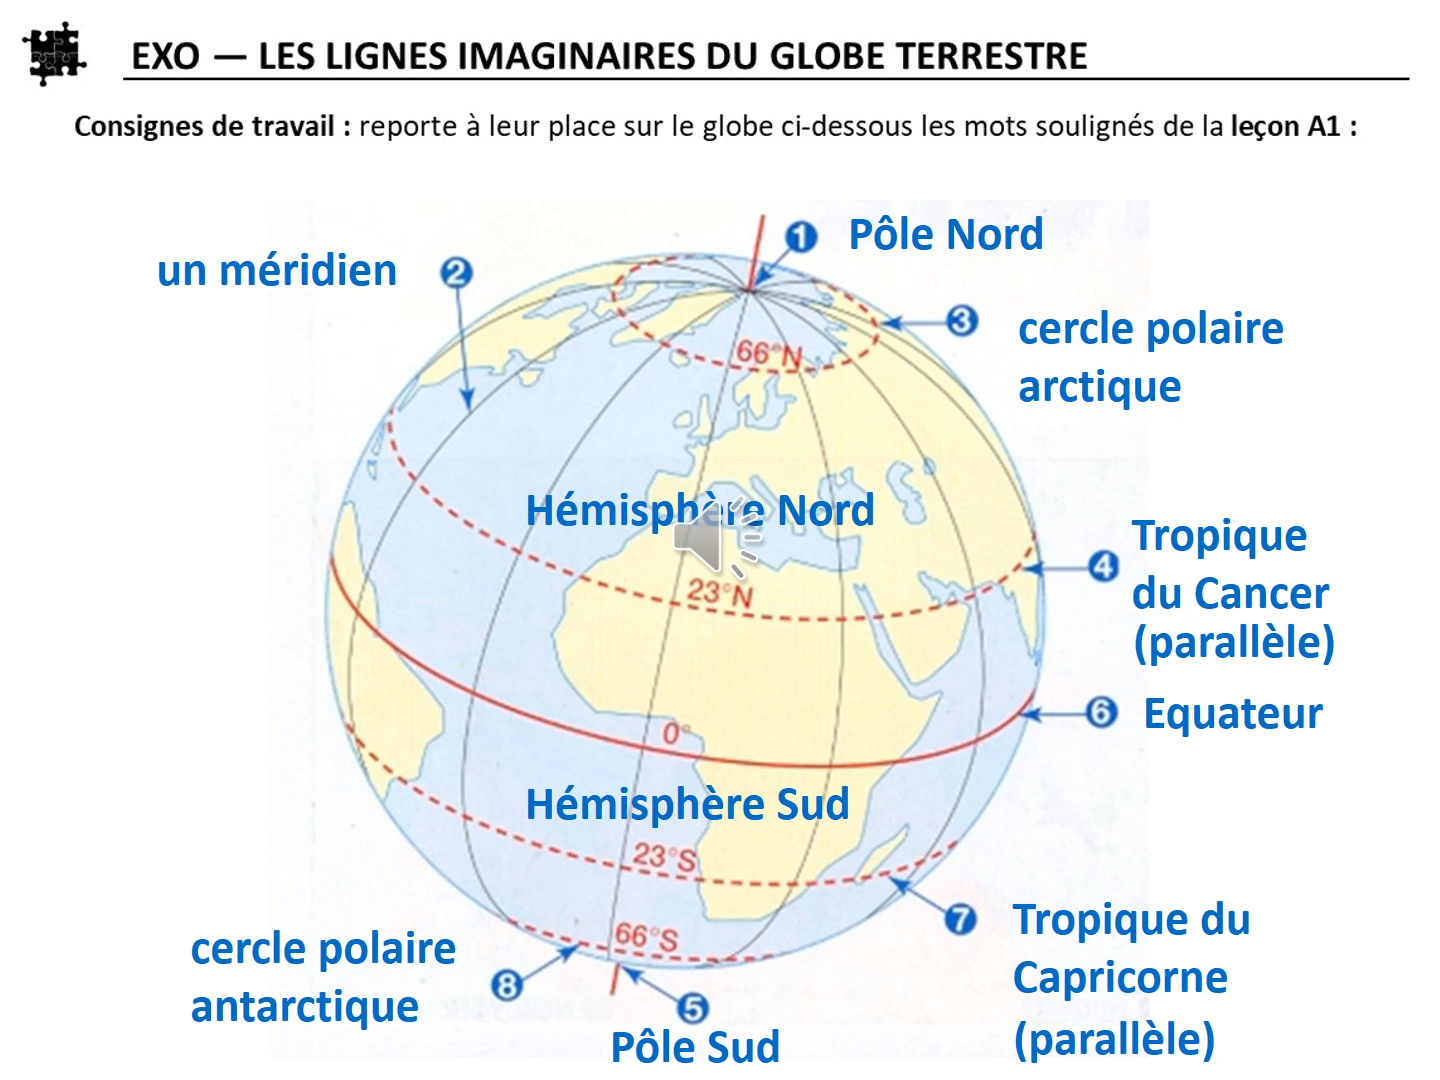 EXO — LES LIGNES IMAGINAIRES DU GLOBE TERRESTRE
Consignes de travail : reporte à leur place sur le globe ci-dessous les mots soulignés de la leçon A1 :
1 Pôle Nord
un méridien 2
3 cercle polaire
arctique
66°N
Hémisphère Nord
4 Tropique
du Cancer
(parallèle)
23°N
6 Equateur
0°
Hémisphère Sud
23°S
7 Tropique du
Capricorne
(parallèle)
66°S
cercle polaire
antarctique
8
5
Pôle Sud